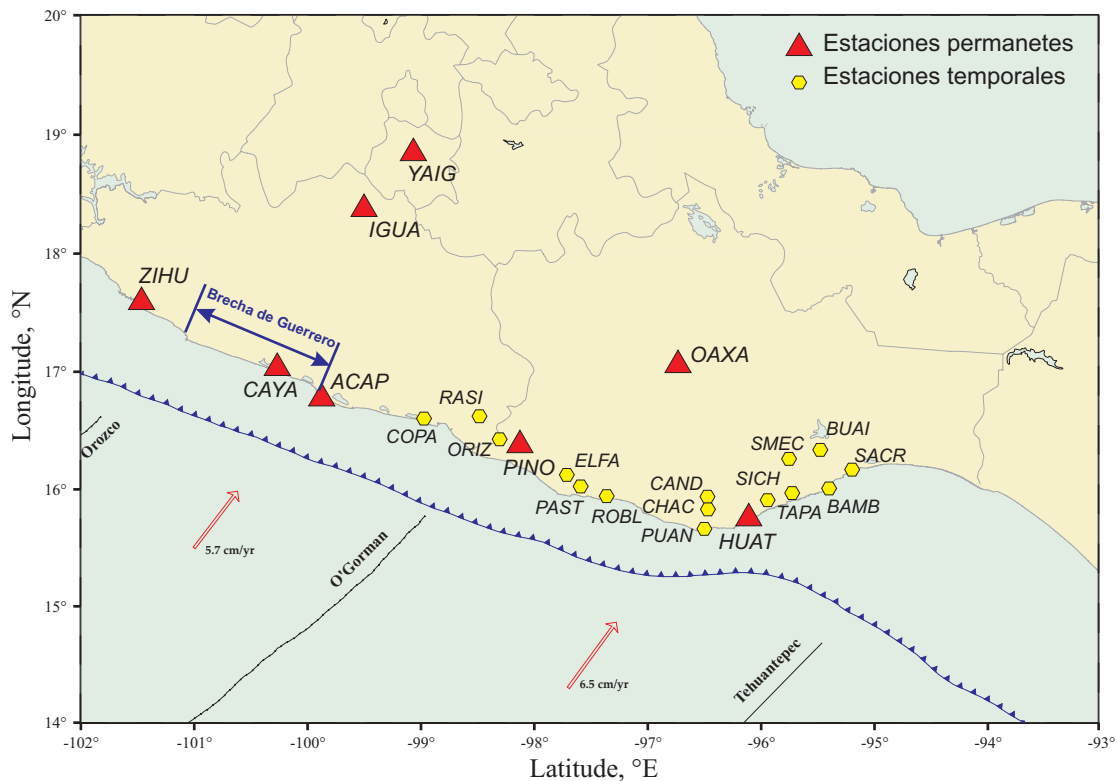 20°
Estaciones permanetes
Estaciones temporales
19°
YAIG
IGUA
18°
ZIHU
Brecha de Guerrero
Longitude, °N
OAXA
17°
CAYA
ACAP
RASI
COPA
ORIZ
PINO
ELFA
PAST
ROBL
CAND
CHAC
PUAN
SMEC
BUAI
SICH
SACR
TAPA
BAMB
HUAT
Orozco
16°
5.7 cm/yr
O'Gorman
15°
6.5 cm/yr
Tehuantepec
14°
-102
-101°
-100°
-99°
-98°
-97°
-96°
-95°
-94°
-93°
Latitude, °E